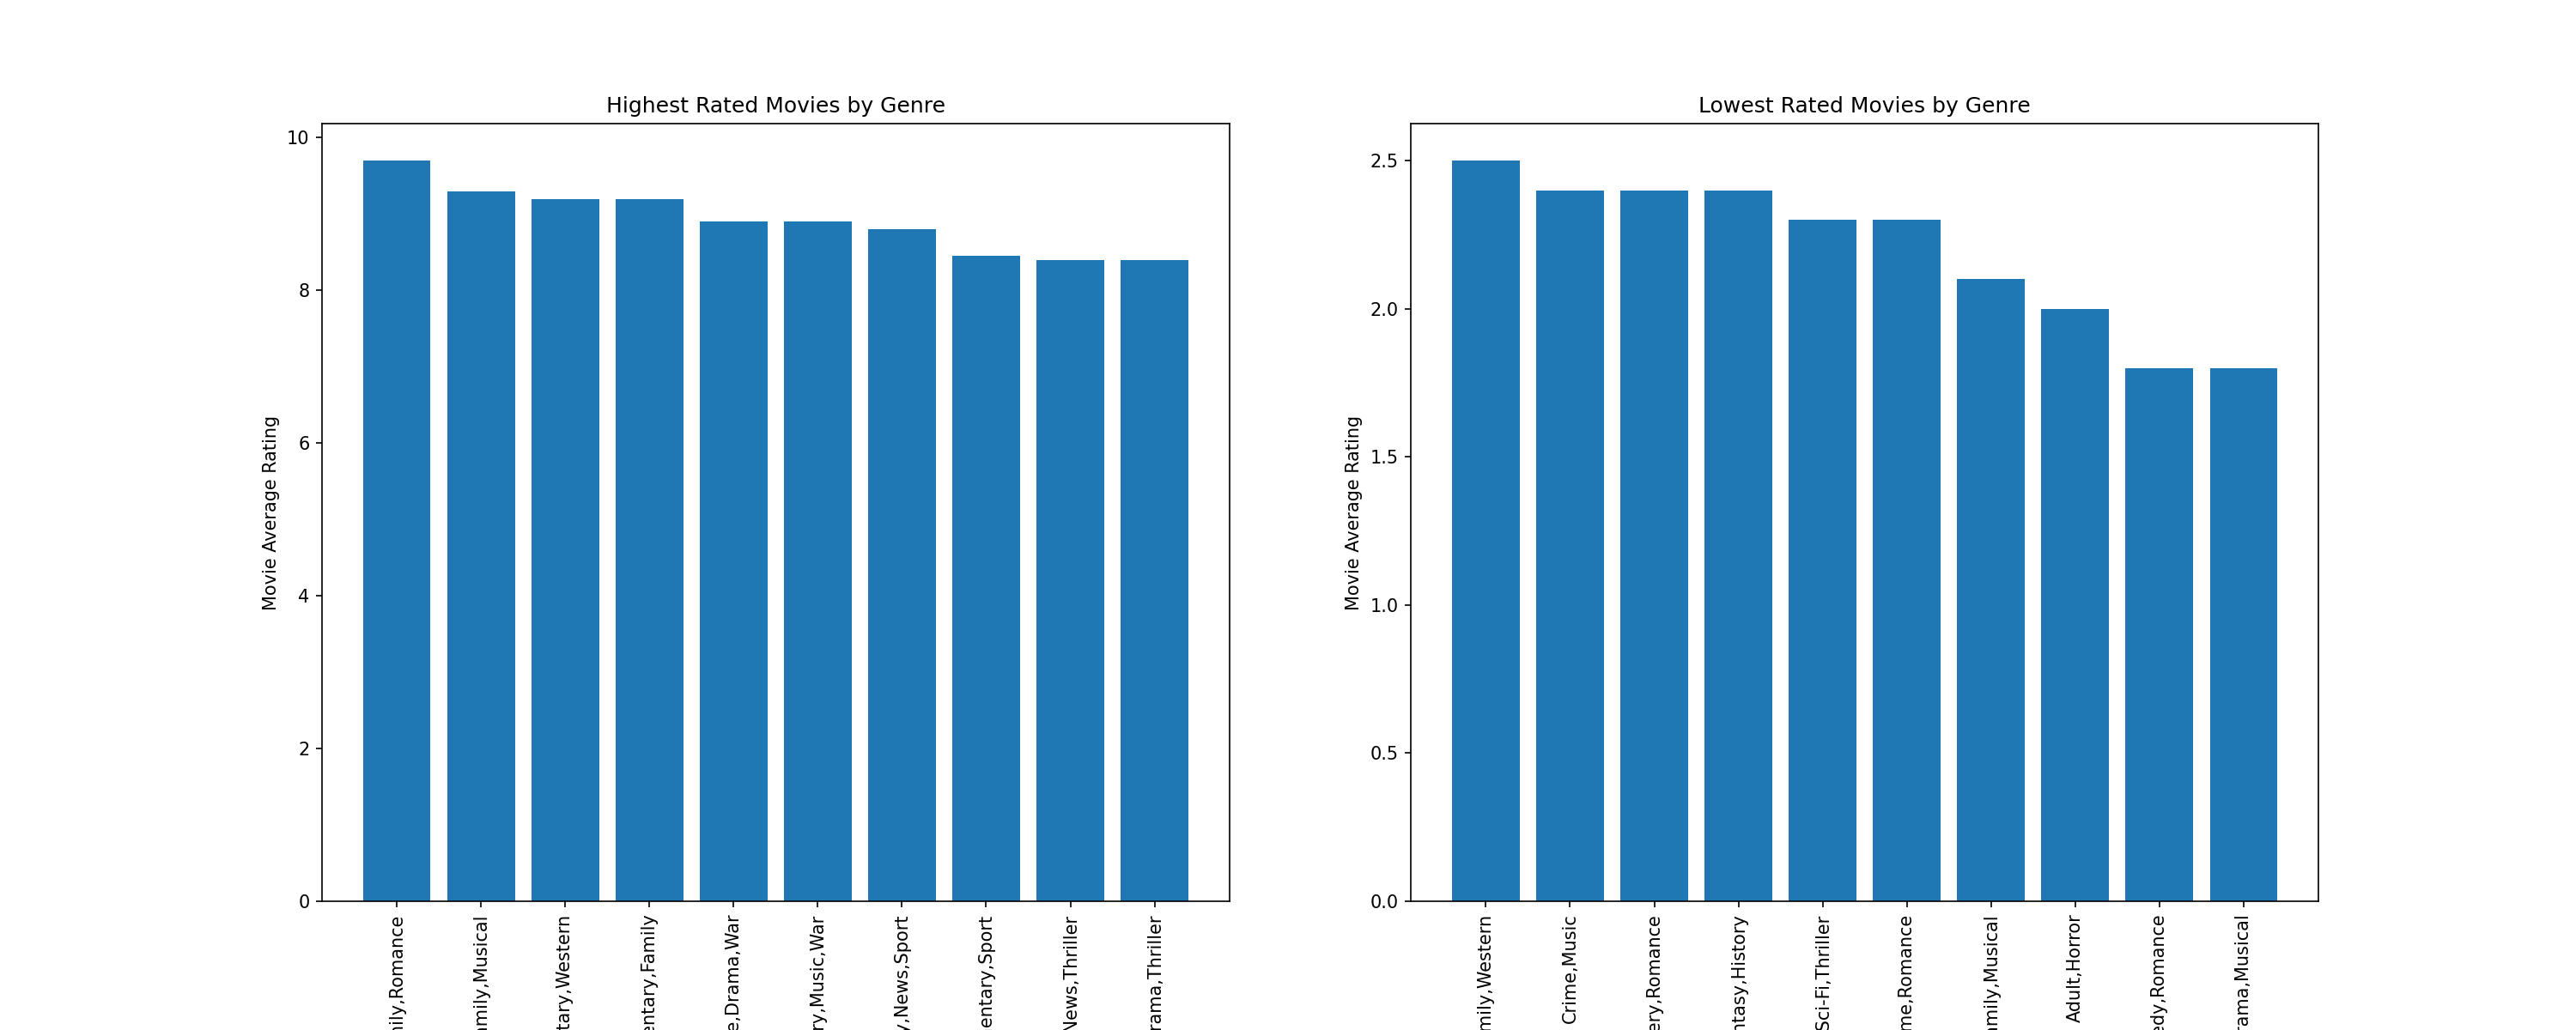 Highest Rated Movies by Genre
Movie Average Rating
10
8
6
4
2
0
ily,Romance
mily,Musical
tary,Western
entary,Family
e,Drama,War
ry,Music,War
,News,Sport
entary,Sport
News,Thriller
rama,Thriller
Lowest Rated Movies by Genre
Movie Average Rating
2.5
2.0
1.5
1.0
0.5
0.0
mily,Western
Crime,Music
ery,Romance
ntasy,History
Sci-Fi,Thriller
me,Romance
amily,Musical
Adult,Horror
edy,Romance
rama,Musical